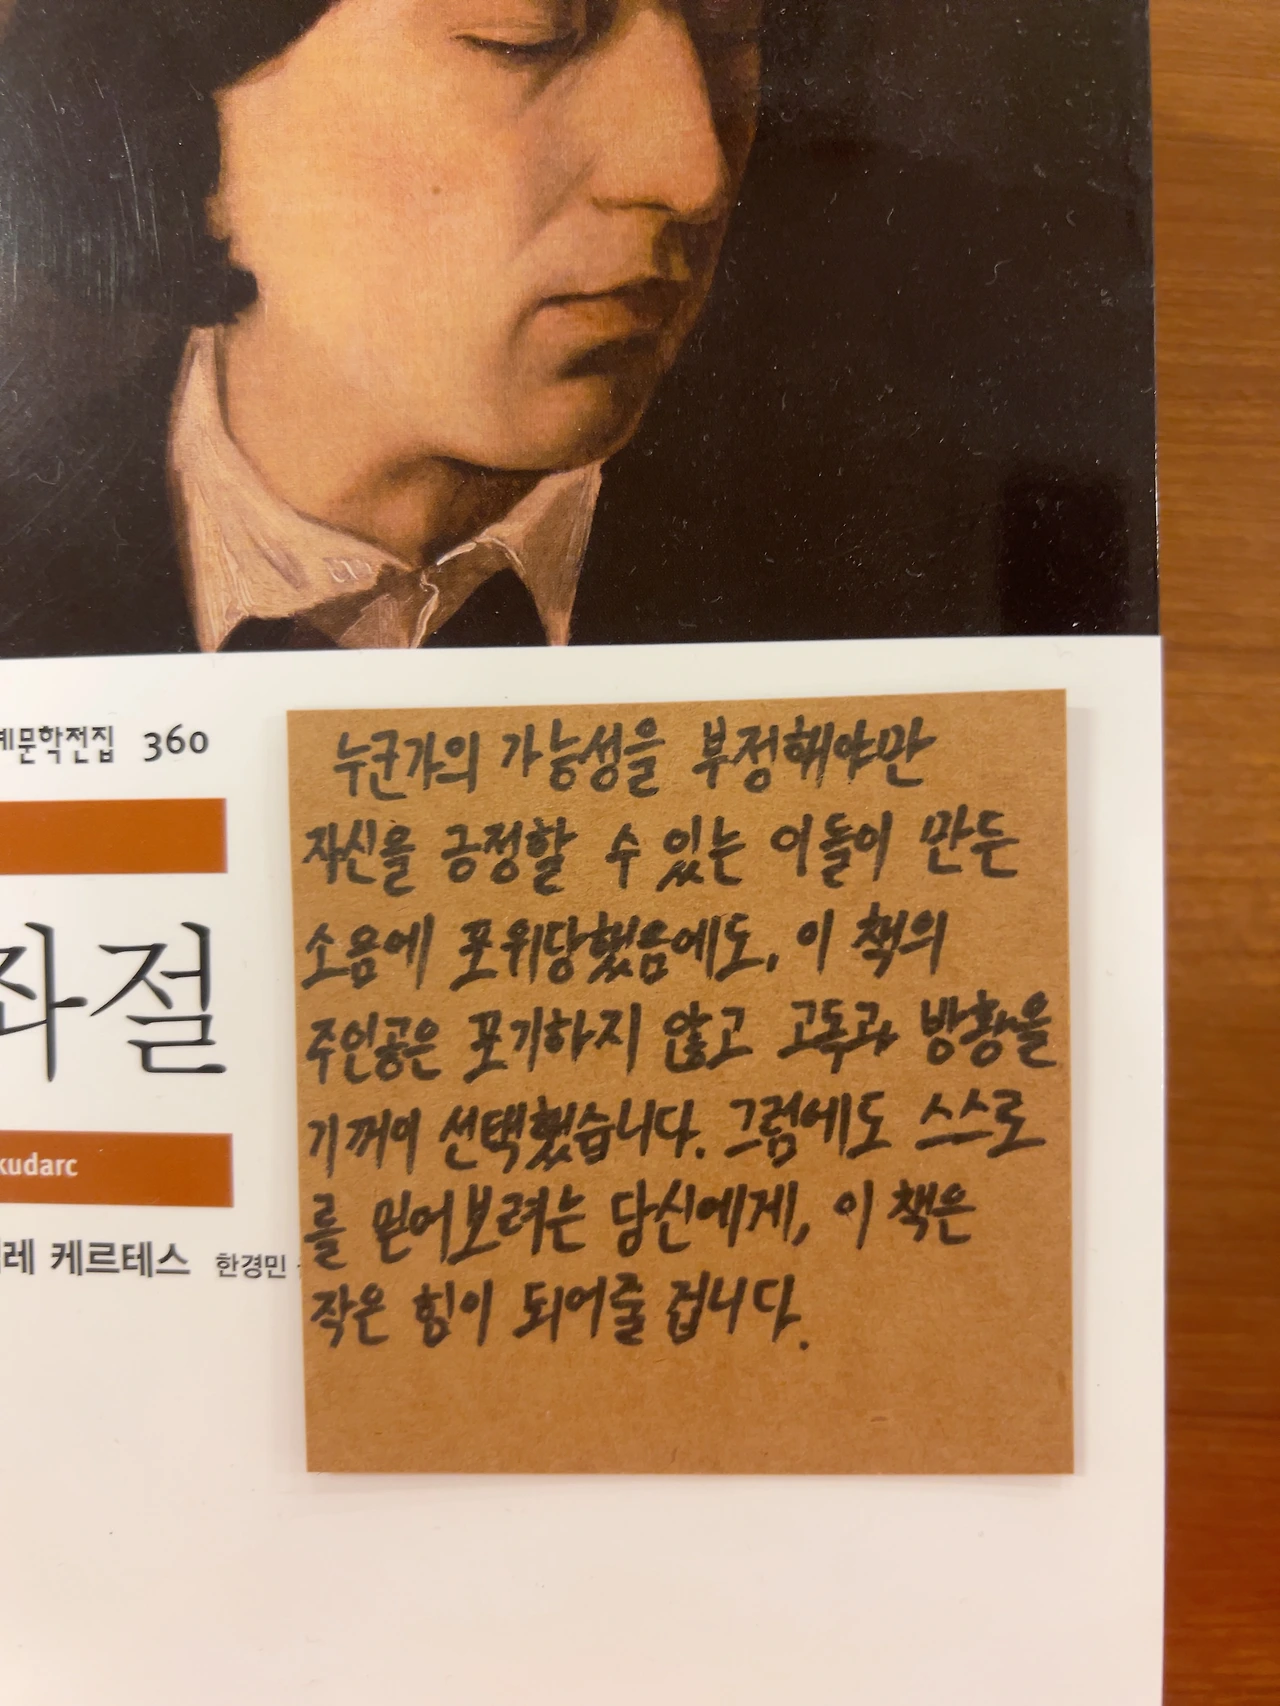 계문학전집 360
좌절
kudarc
레 케르테스 한경민
누군가의 가능성을 부정해야만
자신을 긍정할 수 있는 이들이 만든
소음에 포위당했음에도, 이 책의
주인공은 포기하지 않고 고독과 방황을
기꺼이 선택했습니다. 그럼에도 스스로
를 믿어보려는 당신에게, 이 책은
작은 힘이 되어줄 겁니다.